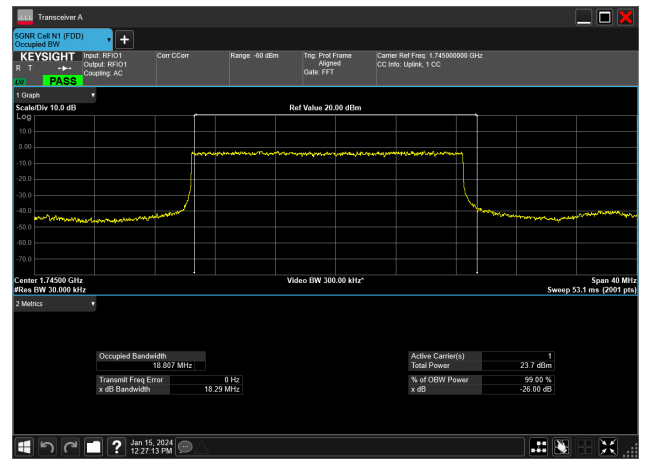 Transceiver A
5GNR Cell N1 (FDD)
Occupied BW
KEYSIGHT Input: RFIO1 Corr CCorr Range: -60 dBm Trig: Prot Frame Carrier Ref Freq: 1.745000000 GHz
R T Output: RFIO1 Aligned CC Info: Uplink, 1 CC
Coupling: AC Gate: FFT
LW PASS
1 Graph
Scale/Div 10.0 dB Ref Value 20.00 dBm
Log
10.0
0.00
-10.0
-20.0
-30.0
-40.0
-50.0
-60.0
-70.0
Center 1.74500 GHz Video BW 300.00 kHz* Span 40 MHz
#Res BW 30.000 kHz Sweep 53.1 ms (2001 pts)
2 Metrics
Occupied Bandwidth Active Carrier(s) 1
18.807 MHz Total Power 23.7 dBm
Transmit Freq Error 0 Hz % of OBW Power 99.00 %
x dB Bandwidth 18.29 MHz x dB -26.00 dB
Jan 15, 2024
12:27:13 PM